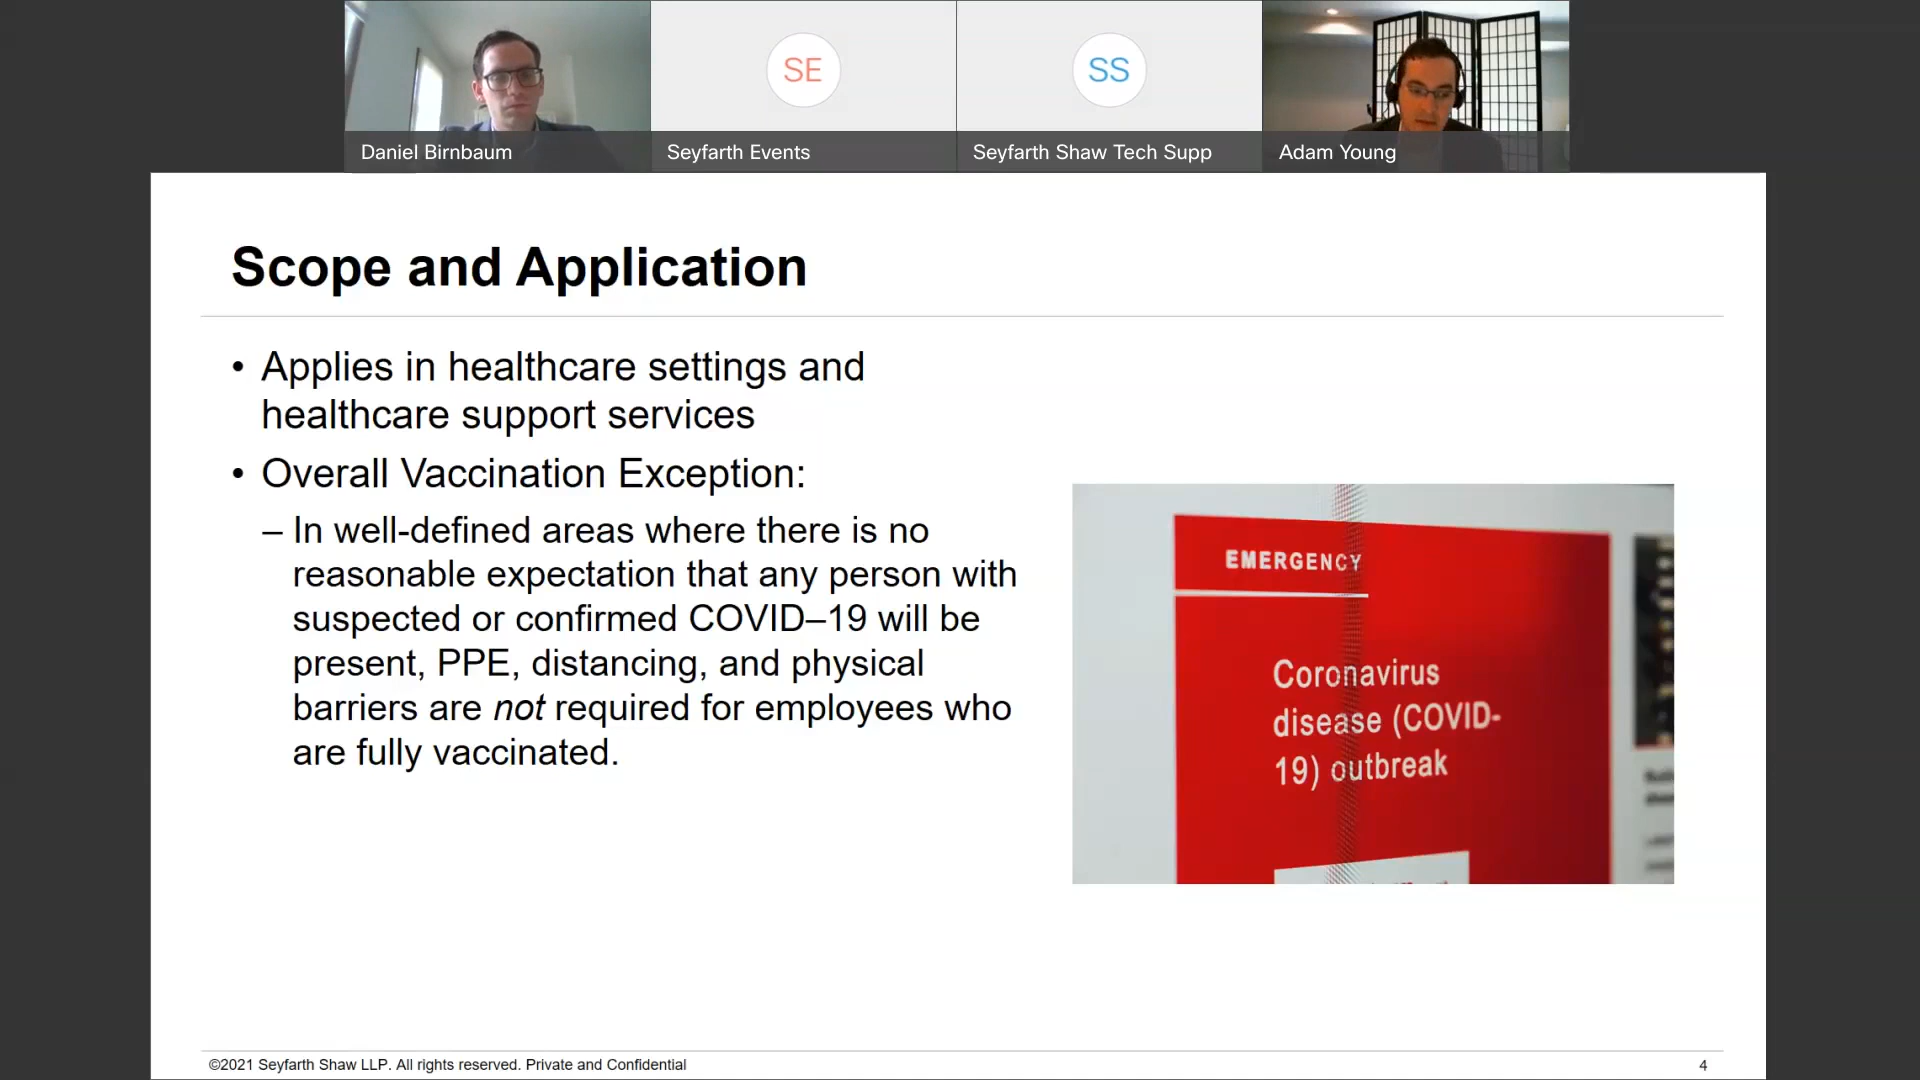 SE
SS
Daniel Birnbaum
Seyfarth Events
Seyfarth Shaw Tech Supp
Adam Young
Scope and Application
• Applies in healthcare settings and
healthcare support services
• Overall Vaccination Exception:
– In well-defined areas where there is no
reasonable expectation that any person with
suspected or confirmed COVID–19 will be
present, PPE, distancing, and physical
barriers are not required for employees who
are fully vaccinated.
EMERGENCY
Coronavirus
disease (COVID-
19) outbreak
©2021 Seyfarth Shaw LLP. All rights reserved. Private and Confidential
4